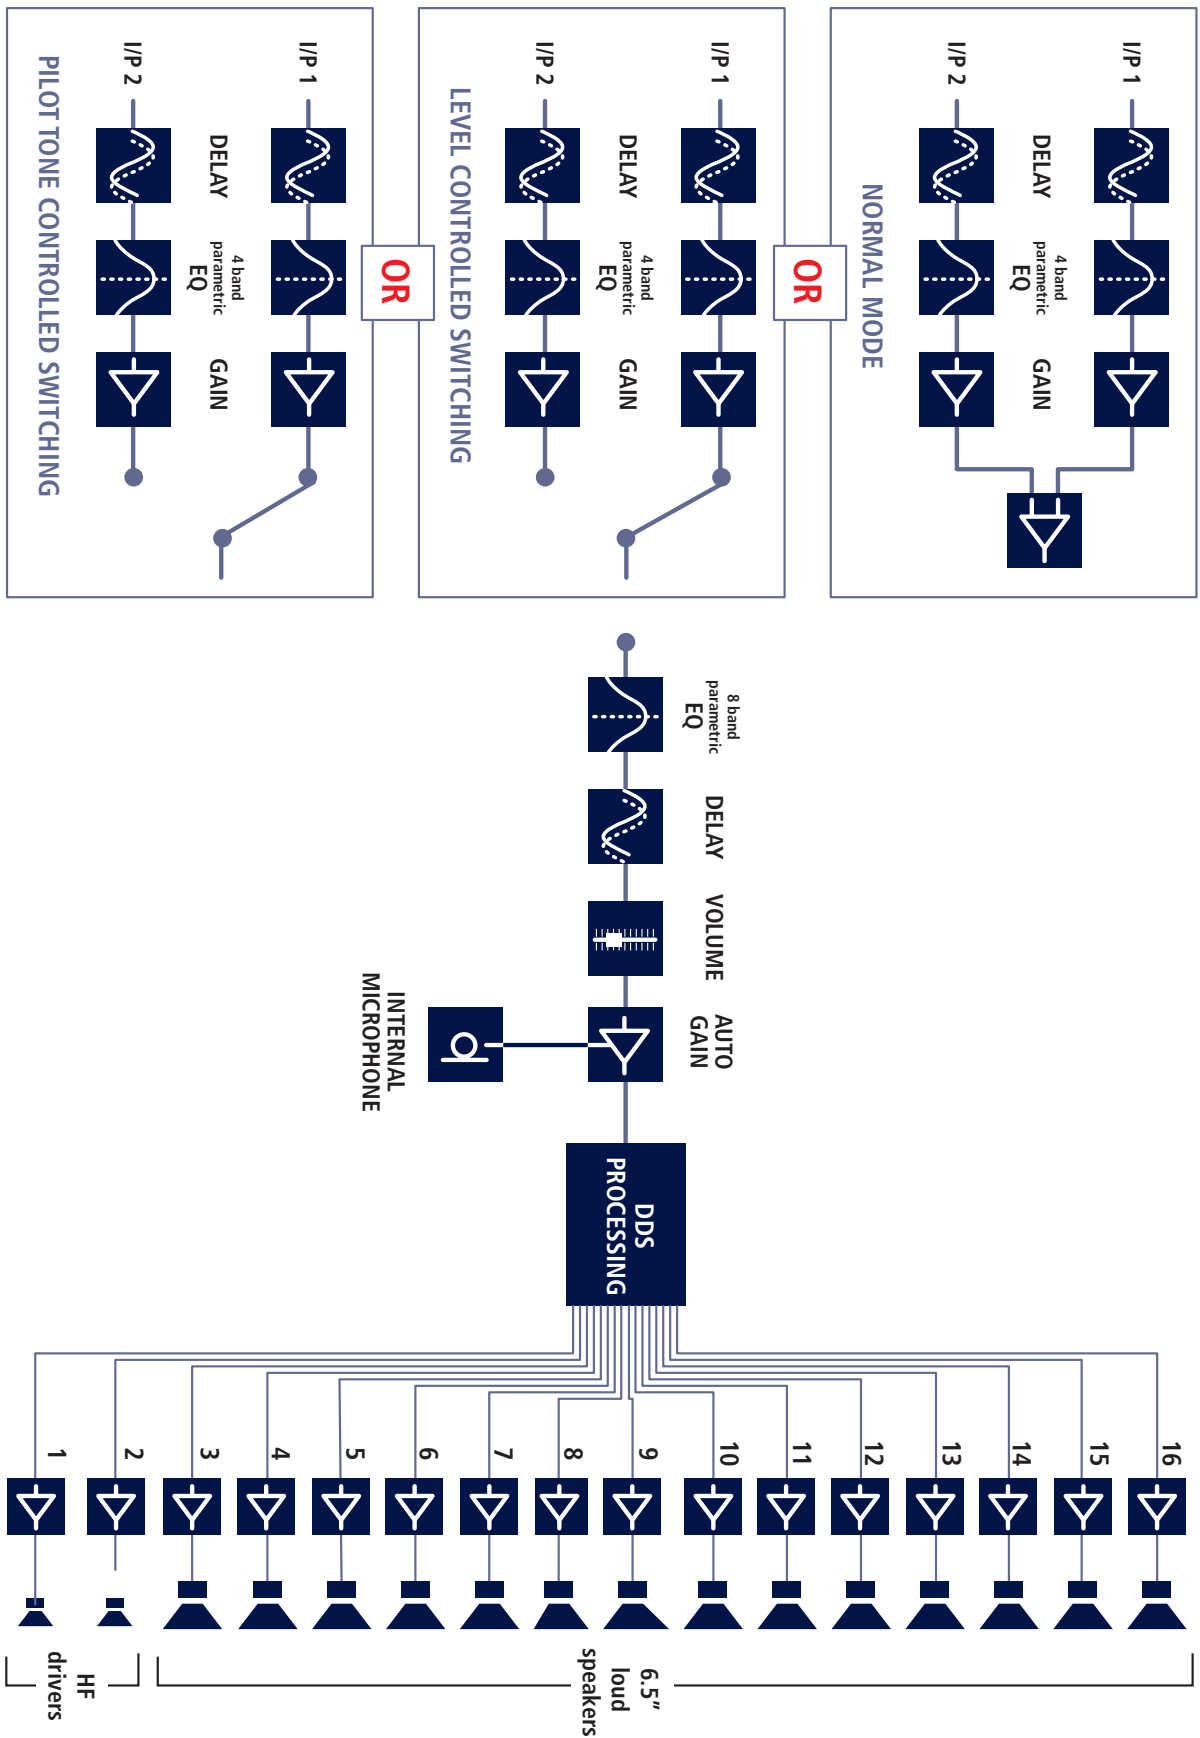 I/P 1
DELAY
4 band
parametric
EQ
GAIN
I/P 2
NORMAL MODE
OR
I/P 1
DELAY
4 band
parametric
EQ
GAIN
I/P 2
LEVEL CONTROLLED SWITCHING
OR
I/P 1
DELAY
4 band
parametric
EQ
GAIN
I/P 2
PILOT TONE CONTROLLED SWITCHING
8 band
parametric
EQ
DELAY
VOLUME
AUTO
GAIN
INTERNAL
MICROPHONE
DDS
PROCESSING
16
15
14
13
12
11
10
9
8
7
6
5
4
3
2
1
6.5”
loud
speakers
HF
drivers